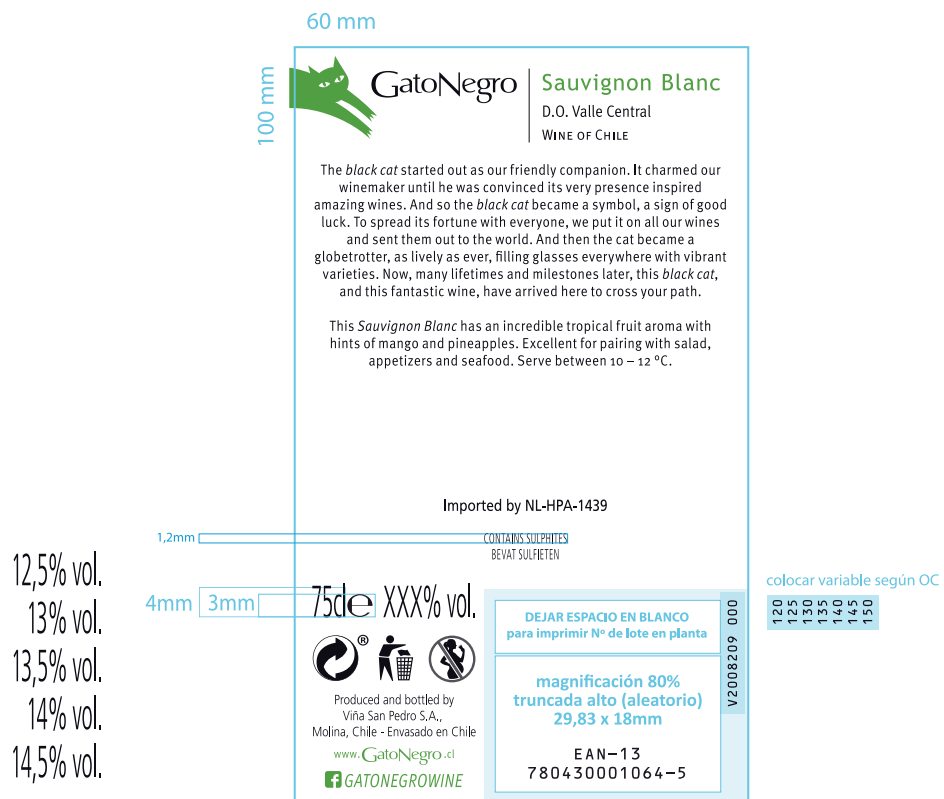 60 mm
100 mm
GatoNegro
Sauvignon Blanc
D.O. Valle Central
WINE OF CHILE
The black cat started out as our friendly companion. It charmed our
winemaker until he was convinced its very presence inspired
amazing wines. And so the black cat became a symbol, a sign of good
luck. To spread its fortune with everyone, we put it on all our wines
and sent them out to the world. And then the cat became a
globetrotter, as lively as ever, filling glasses everywhere with vibrant
varieties. Now, many lifetimes and milestones later, this black cat,
and this fantastic wine, have arrived here to cross your path.
This Sauvignon Blanc has an incredible tropical fruit aroma with
hints of mango and pineapples. Excellent for pairing with salad,
appetizers and seafood. Serve between 10 – 12 ºC.
Imported by NL-HPA-1439
1,2mm
CONTAINS SULPHITES
BEVAT SULFIETEN
12,5% vol.
13% vol.
13,5% vol.
14% vol.
14,5% vol.
4mm
3mm
75cl e XXX% vol.
®
Produced and bottled by
Viña San Pedro S.A.,
Molina, Chile - Envasado en Chile
www.GatoNegro.cl
f GATONEGROWINE
DEJAR ESPACIO EN BLANCO
para imprimir Nº de lote en planta
magnificación 80%
truncada alto (aleatorio)
29,83 x 18mm
EAN-13
780430001064-5
V2008209 000
colocar variable según OC
120
125
130
135
140
145
150